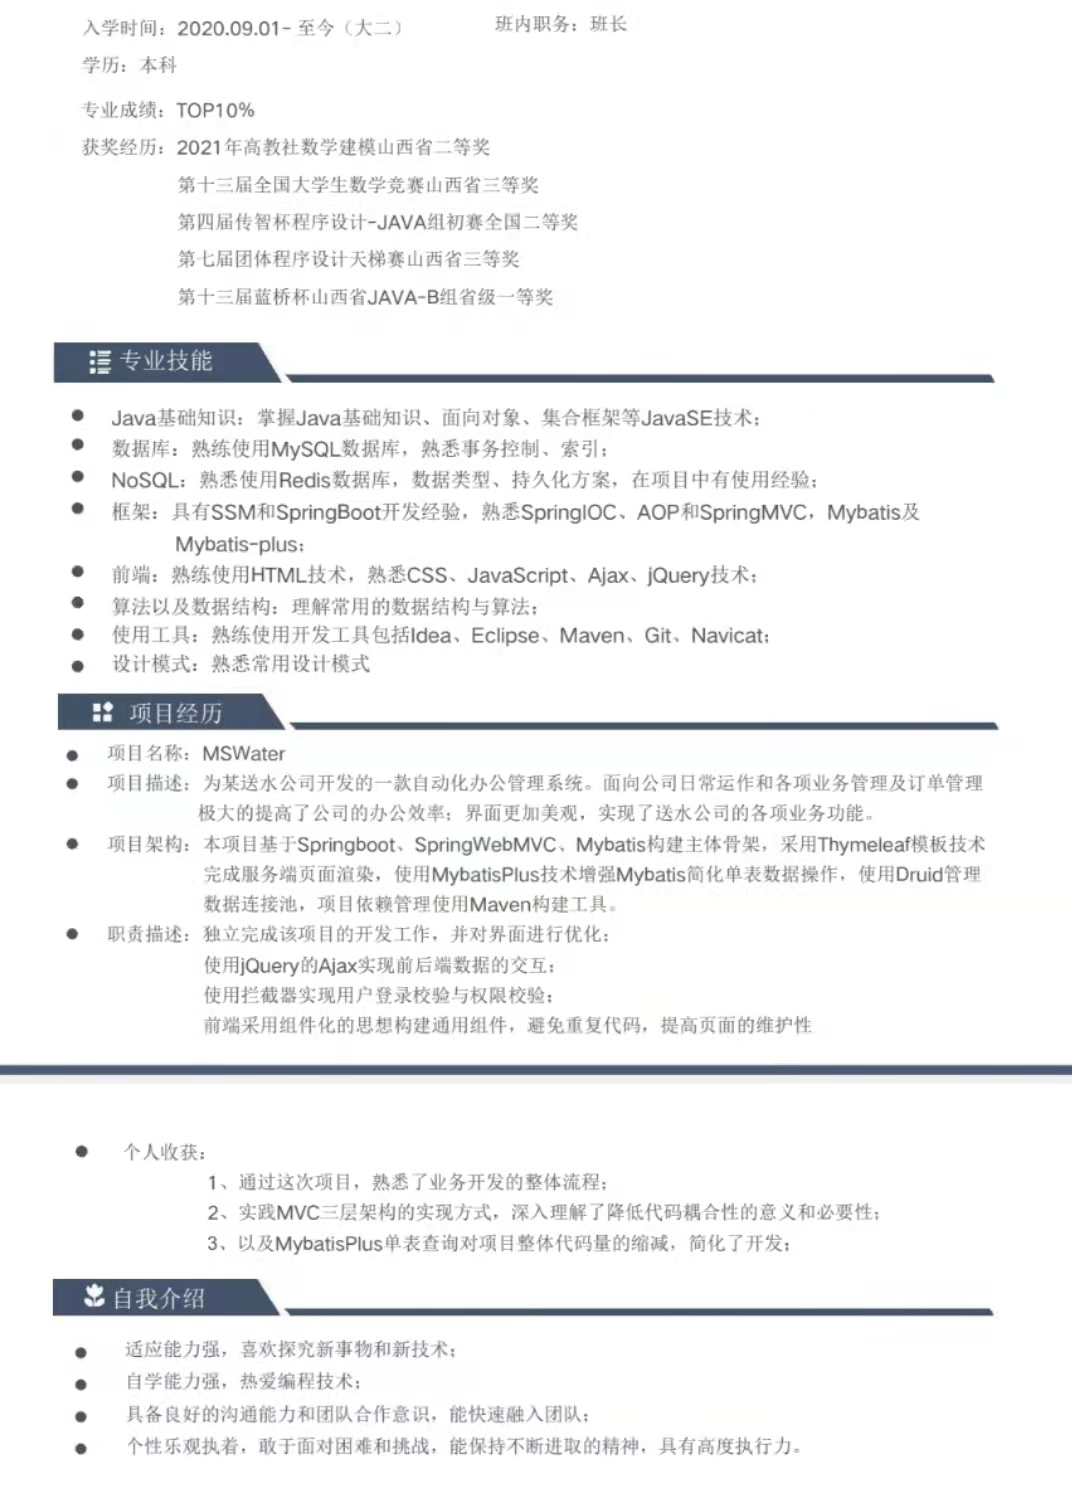 入学时间：2020.09.01- 至今（大二）
班内职务：班长
学历：本科
专业成绩：TOP10%
获奖经历：2021年高教社数学建模山西省二等奖
第十三届全国大学生数学竞赛山西省三等奖
第四届传智杯程序设计-JAVA组初赛全国二等奖
第七届团体程序设计天梯赛山西省三等奖
第十三届蓝桥杯山西省JAVA-B组省级一等奖
专业技能
Java基础知识：掌握Java基础知识、面向对象、集合框架等JavaSE技术；
数据库：熟练使用MySQL数据库，熟悉事务控制、索引；
NoSQL：熟悉使用Redis数据库，数据类型、持久化方案，在项目中有使用经验；
框架：具有SSM和SpringBoot开发经验，熟悉SpringIOC、AOP和SpringMVC，Mybatis及
Mybatis-plus；
前端：熟练使用HTML技术，熟悉CSS、JavaScript、Ajax、jQuery技术；
算法以及数据结构：理解常用的数据结构与算法；
使用工具：熟练使用开发工具包括Idea、Eclipse、Maven、Git、Navicat；
设计模式：熟悉常用设计模式
项目经历
项目名称：MSWater
项目描述：为某送水公司开发的一款自动化办公管理系统。面向公司日常运作和各项业务管理及订单管理
极大的提高了公司的办公效率；界面更加美观，实现了送水公司的各项业务功能。
项目架构：本项目基于Springboot、SpringWebMVC、Mybatis构建主体骨架，采用Thymeleaf模板技术
完成服务端页面渲染，使用MybatisPlus技术增强Mybatis简化单表数据操作，使用Druid管理
数据连接池，项目依赖管理使用Maven构建工具。
职责描述：独立完成该项目的开发工作，并对界面进行优化；
使用jQuery的Ajax实现前后端数据的交互；
使用拦截器实现用户登录校验与权限校验；
前端采用组件化的思想构建通用组件，避免重复代码，提高页面的维护性
个人收获：
1、通过这次项目，熟悉了业务开发的整体流程；
2、实践MVC三层架构的实现方式，深入理解了降低代码耦合性的意义和必要性；
3、以及MybatisPlus单表查询对项目整体代码量的缩减，简化了开发；
自我介绍
适应能力强，喜欢探究新事物和新技术；
自学能力强，热爱编程技术；
具备良好的沟通能力和团队合作意识，能快速融入团队；
个性乐观执着，敢于面对困难和挑战，能保持不断进取的精神，具有高度执行力。